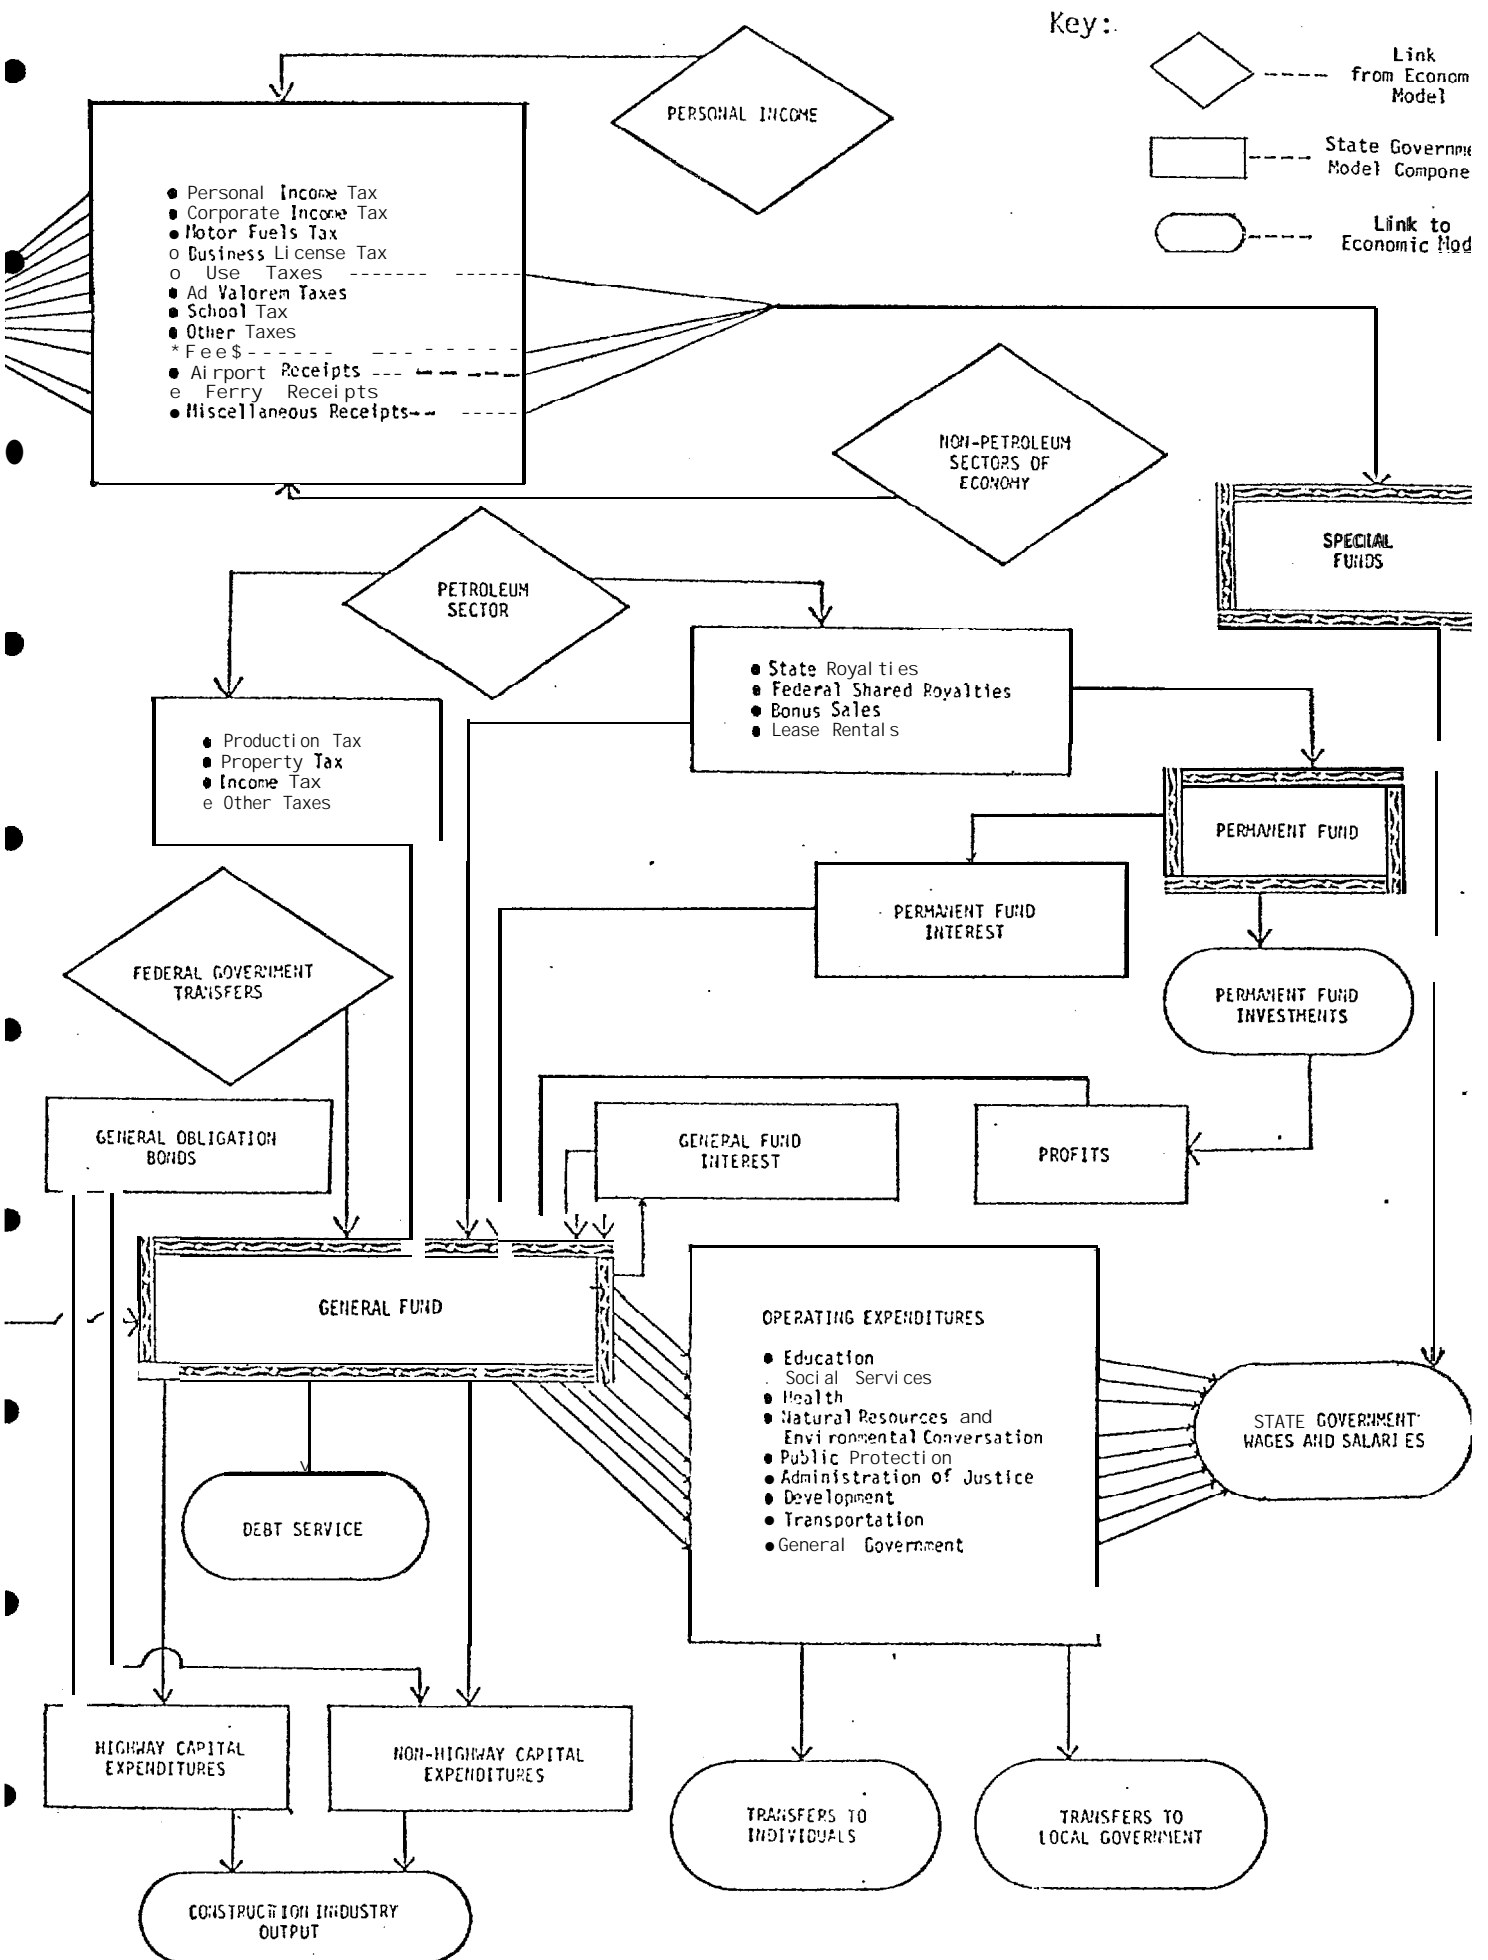 Key:
Link
from Econom
Model
State Governme
Model Compone
Link to
Economic Mod
PERSONAL INCOME
● Personal Income Tax
● Corporate Income Tax
● Motor Fuels Tax
o Business License Tax
o Use Taxes
● Ad Valorem Taxes
● School Tax
● Other Taxes
* Fee$
● Airport Receipts
e Ferry Receipts
● Miscellaneous Receipts
NON-PETROLEUM
SECTORS OF
ECONOMY
SPECIAL
FUNDS
PETROLEUM
SECTOR
● State Royalties
● Federal Shared Royalties
● Bonus Sales
● Lease Rentals
● Production Tax
● Property Tax
● Income Tax
e Other Taxes
PERMANENT FUND
PERMANENT FUND
INTEREST
FEDERAL GOVERNMENT
TRANSFERS
PERMANENT FUND
INVESTMENTS
GENERAL OBLIGATION
BONDS
GENERAL FUND
INTEREST
PROFITS
GENERAL FUND
OPERATING EXPENDITURES
● Education
. Social Services
● Health
● Natural Resources and
Environmental Conversation
● Public Protection
● Administration of Justice
● Development
● Transportation
● General Government
STATE GOVERNMENT
WAGES AND SALARIES
DEBT SERVICE
HIGHWAY CAPITAL
EXPENDITURES
NON-HIGHWAY CAPITAL
EXPENDITURES
TRANSFERS TO
INDIVIDUALS
TRANSFERS TO
LOCAL GOVERNMENT
CONSTRUCTION INDUSTRY
OUTPUT